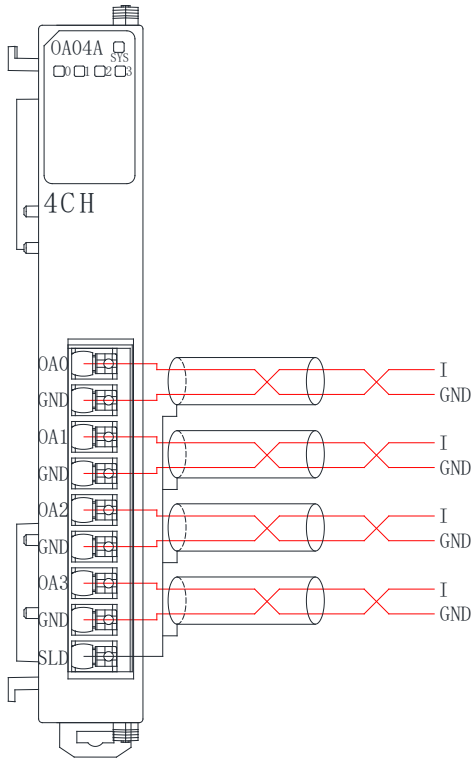 OA04A
SYS
0 1 2 3
4CH
OA0
I
GND
GND
OA1
I
GND
GND
OA2
I
GND
GND
OA3
I
GND
GND
SLD